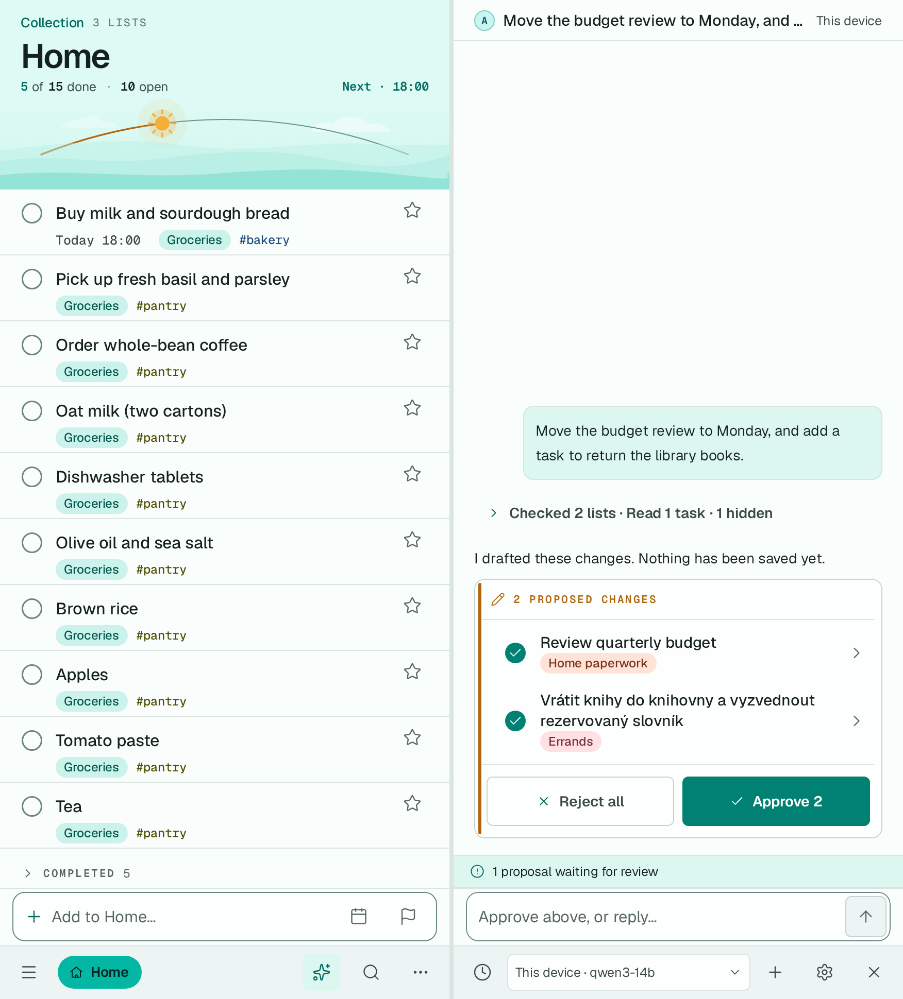 Collection 3 LISTS
Home
5 of 15 done · 10 open
Next · 18:00
Buy milk and sourdough bread
Today 18:00 Groceries #bakery
Pick up fresh basil and parsley
Groceries #pantry
Order whole-bean coffee
Groceries #pantry
Oat milk (two cartons)
Groceries #pantry
Dishwasher tablets
Groceries #pantry
Olive oil and sea salt
Groceries #pantry
Brown rice
Groceries #pantry
Apples
Groceries #pantry
Tomato paste
Groceries #pantry
Tea
Groceries #pantry
COMPLETED 5
Add to Home…
Home
A Move the budget review to Monday, and … This device
Move the budget review to Monday, and add a
task to return the library books.
Checked 2 lists · Read 1 task · 1 hidden
I drafted these changes. Nothing has been saved yet.
2 PROPOSED CHANGES
Review quarterly budget
Home paperwork
Vrátit knihy do knihovny a vyzvednout
rezervovaný slovník
Errands
Reject all
Approve 2
1 proposal waiting for review
Approve above, or reply…
This device · qwen3-14b